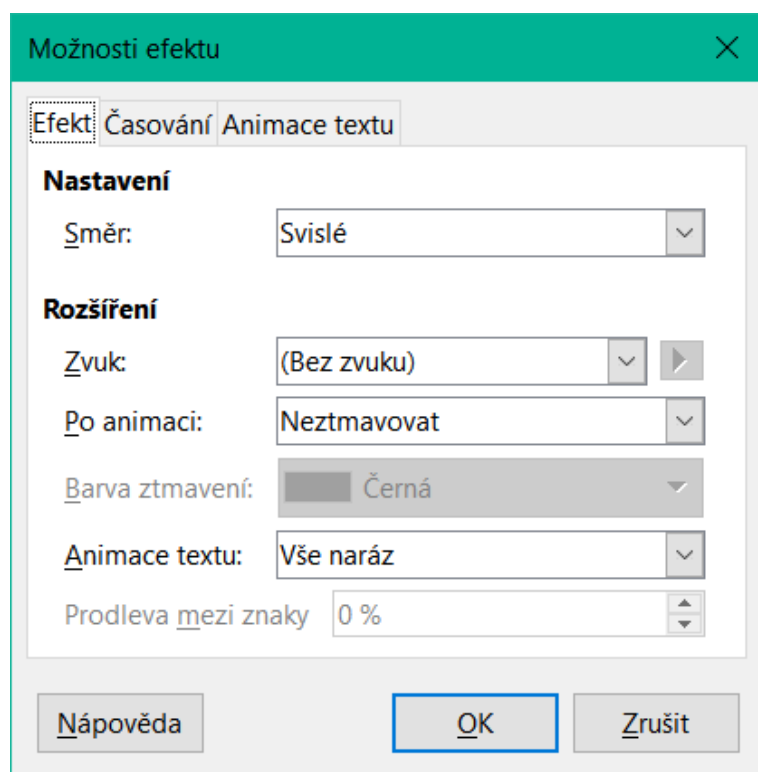 Možnosti efektu
Efekt Časování Animace textu
Nastavení
Směr: Svislé
Rozšíření
Zvuk: (Bez zvuku)
Po animaci: Neztmavovat
Barva ztmavení: Černá
Animace textu: Vše naráz
Prodleva mezi znaky 0 %
Nápověda OK Zrušit